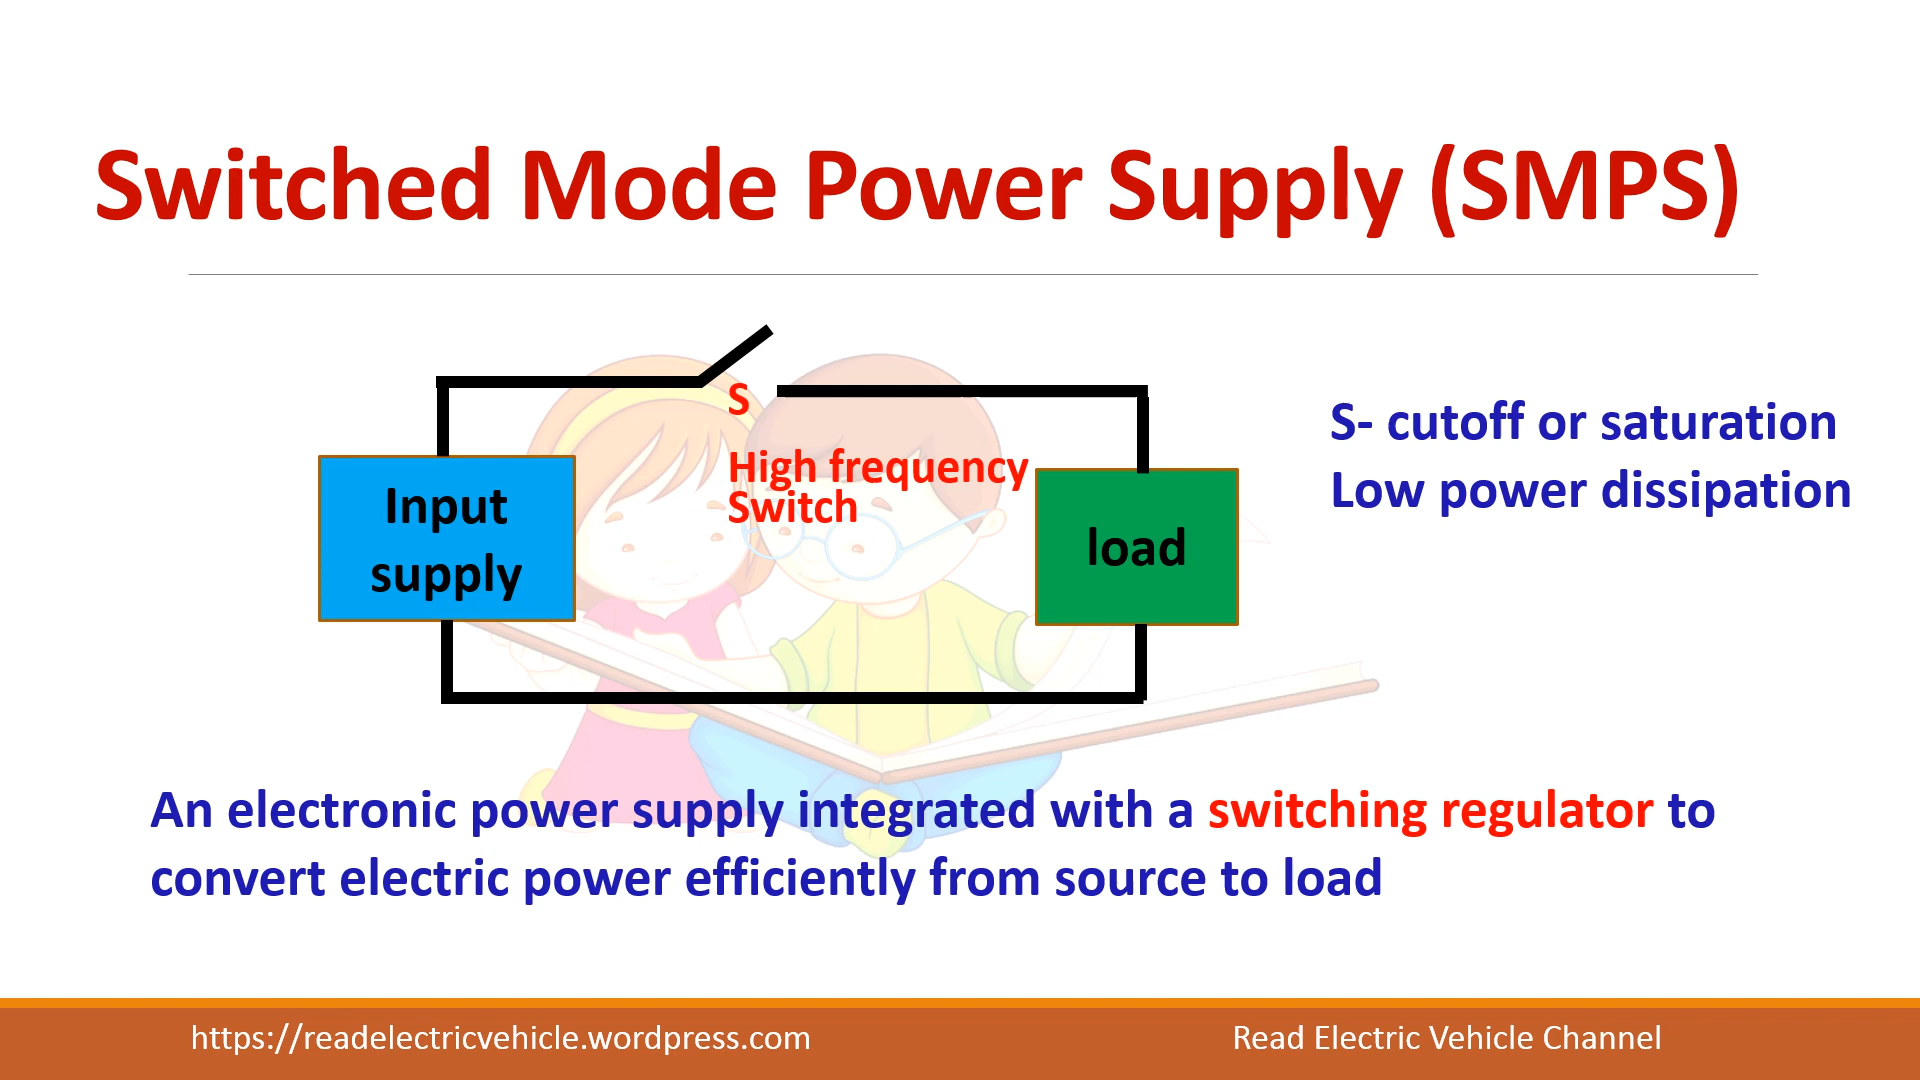 Switched Mode Power Supply (SMPS)
S
High frequency
Switch
Input
supply
load
S- cutoff or saturation
Low power dissipation
An electronic power supply integrated with a switching regulator to
convert electric power efficiently from source to load
https://readelectricvehicle.wordpress.com
Read Electric Vehicle Channel